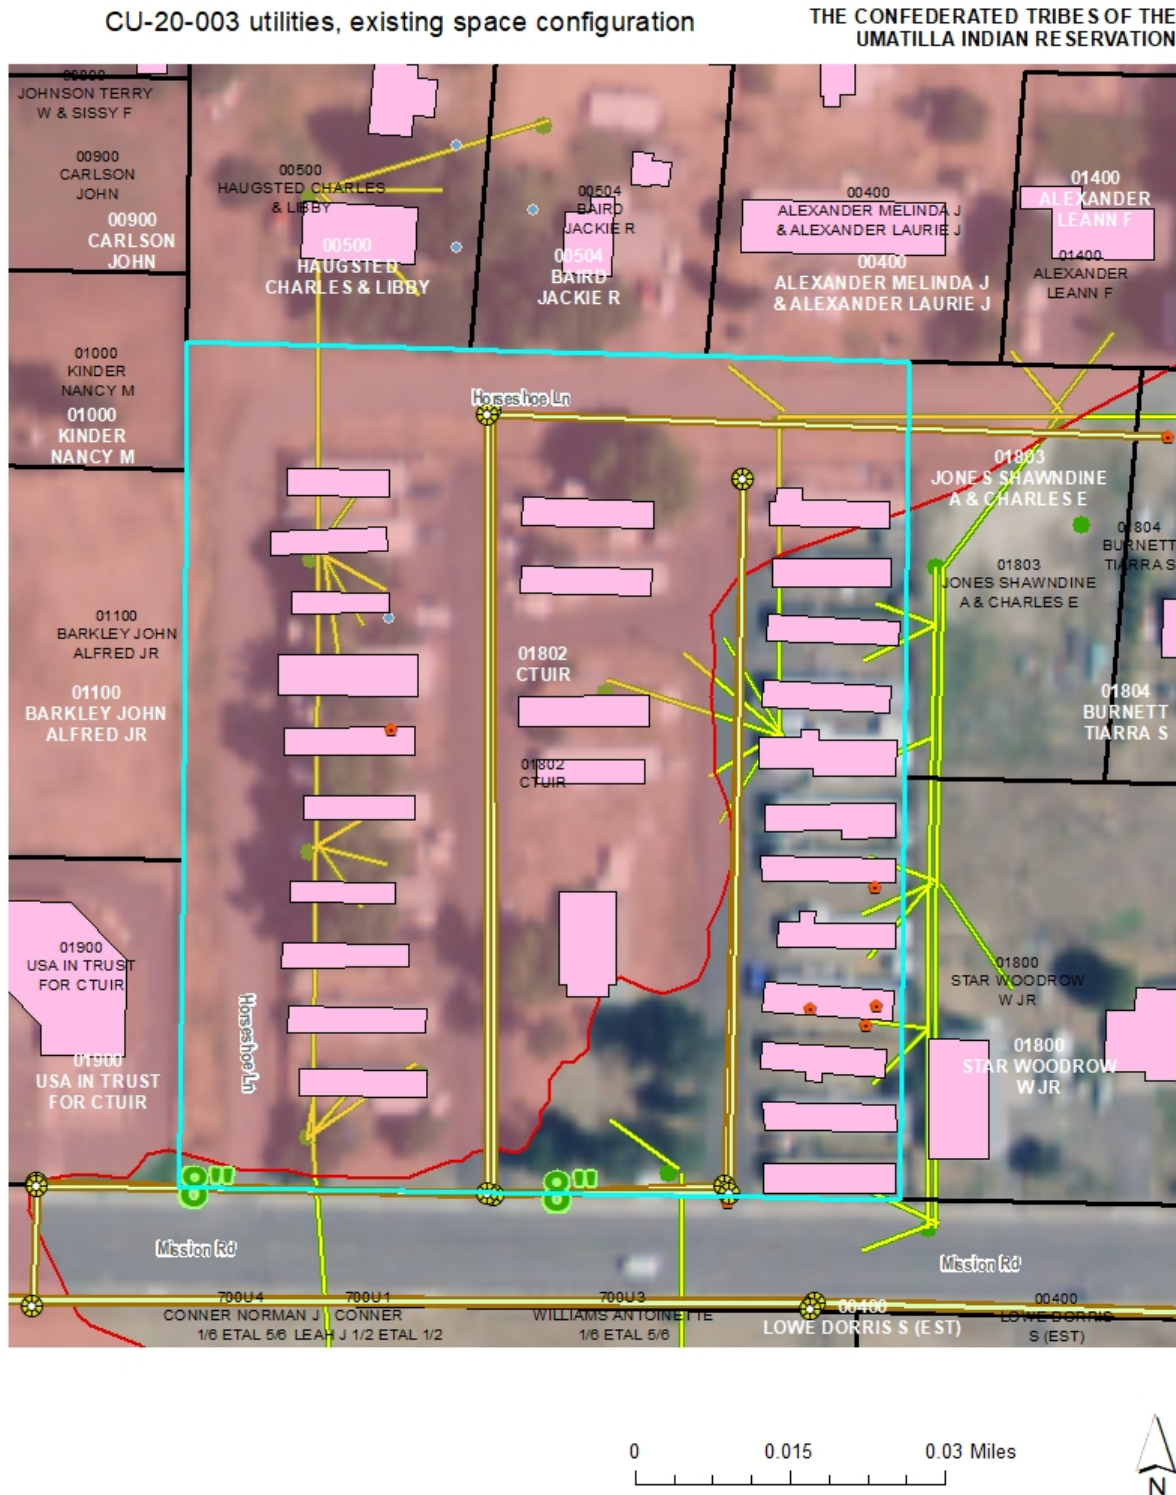 CU-20-003 utilities, existing space configuration
THE CONFEDERATED TRIBES OF THE
UMATILLA INDIAN RESERVATION
JOHNSON TERRY
W & SISSY F
00900
CARLSON
JOHN
00900
CARLSON
JOHN
00500
HAUGSTED CHARLES
& LIBBY
00500
HAUGSTED
CHARLES & LIBBY
00504
BAIRD
JACKIE R
00504
BAIRD
JACKIE R
00400
ALEXANDER MELINDA J
& ALEXANDER LAURIE J
00400
ALEXANDER MELINDA J
& ALEXANDER LAURIE J
01400
ALEXANDER
LEANN F
01400
ALEXANDER
LEANN F
01000
KINDER
NANCY M
01000
KINDER
NANCY M
Horseshoe Ln
01803
JONES SHAWNDINE
A & CHARLES E
01803
JONES SHAWNDINE
A & CHARLES E
01804
BURNETT
TIARRA S
01804
BURNETT
TIARRA S
01100
BARKLEY JOHN
ALFRED JR
01100
BARKLEY JOHN
ALFRED JR
01802
CTUIR
01802
CTUIR
01900
USA IN TRUST
FOR CTUIR
01900
USA IN TRUST
FOR CTUIR
Horseshoe Ln
01800
STAR WOODROW
W JR
01800
STAR WOODROW
W JR
8"
8"
Mission Rd
Mission Rd
700U4
700U1
CONNER NORMAN J CONNER
1/6 ETAL 5/6 LEAH J 1/2 ETAL 1/2
700U3
WILLIAMS ANTOINETTE
1/6 ETAL 5/6
00400
LOWE DORRIS S (EST)
00400
LOWE DORRIS
S (EST)
0
0.015
0.03 Miles
N